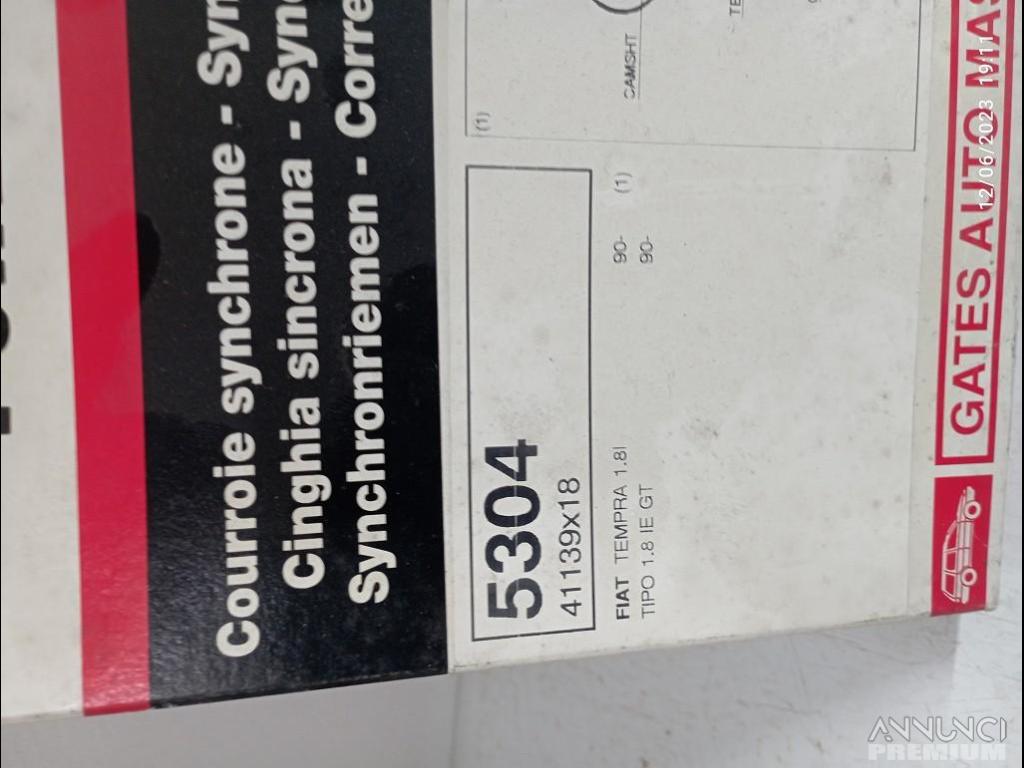 Courroie synchrone - Syn
Cinghia sincrona - Sync
Synchronriemen - Corre
5304
41139x18
FIAT TEMPRA 1.8I 90- (1)
TIPO 1.8 IE GT 90-
(1)
CAMSHT
TE
GATES AUTO MAS
12/06/2023 19:11
ANNUNCI
PREMIUM